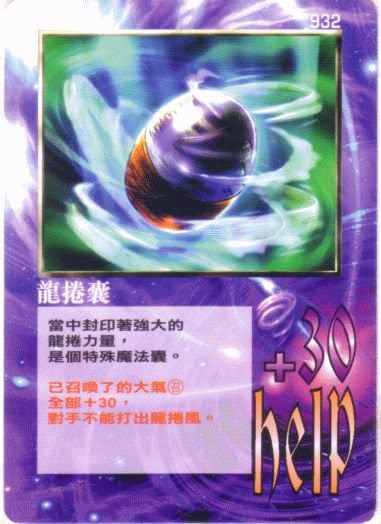 932
龍捲囊
當中封印著強大的
龍捲力量，
是個特殊魔法囊。
已召喚了的大氣�
全部＋30，
對手不能打出龍捲風。
+30
help